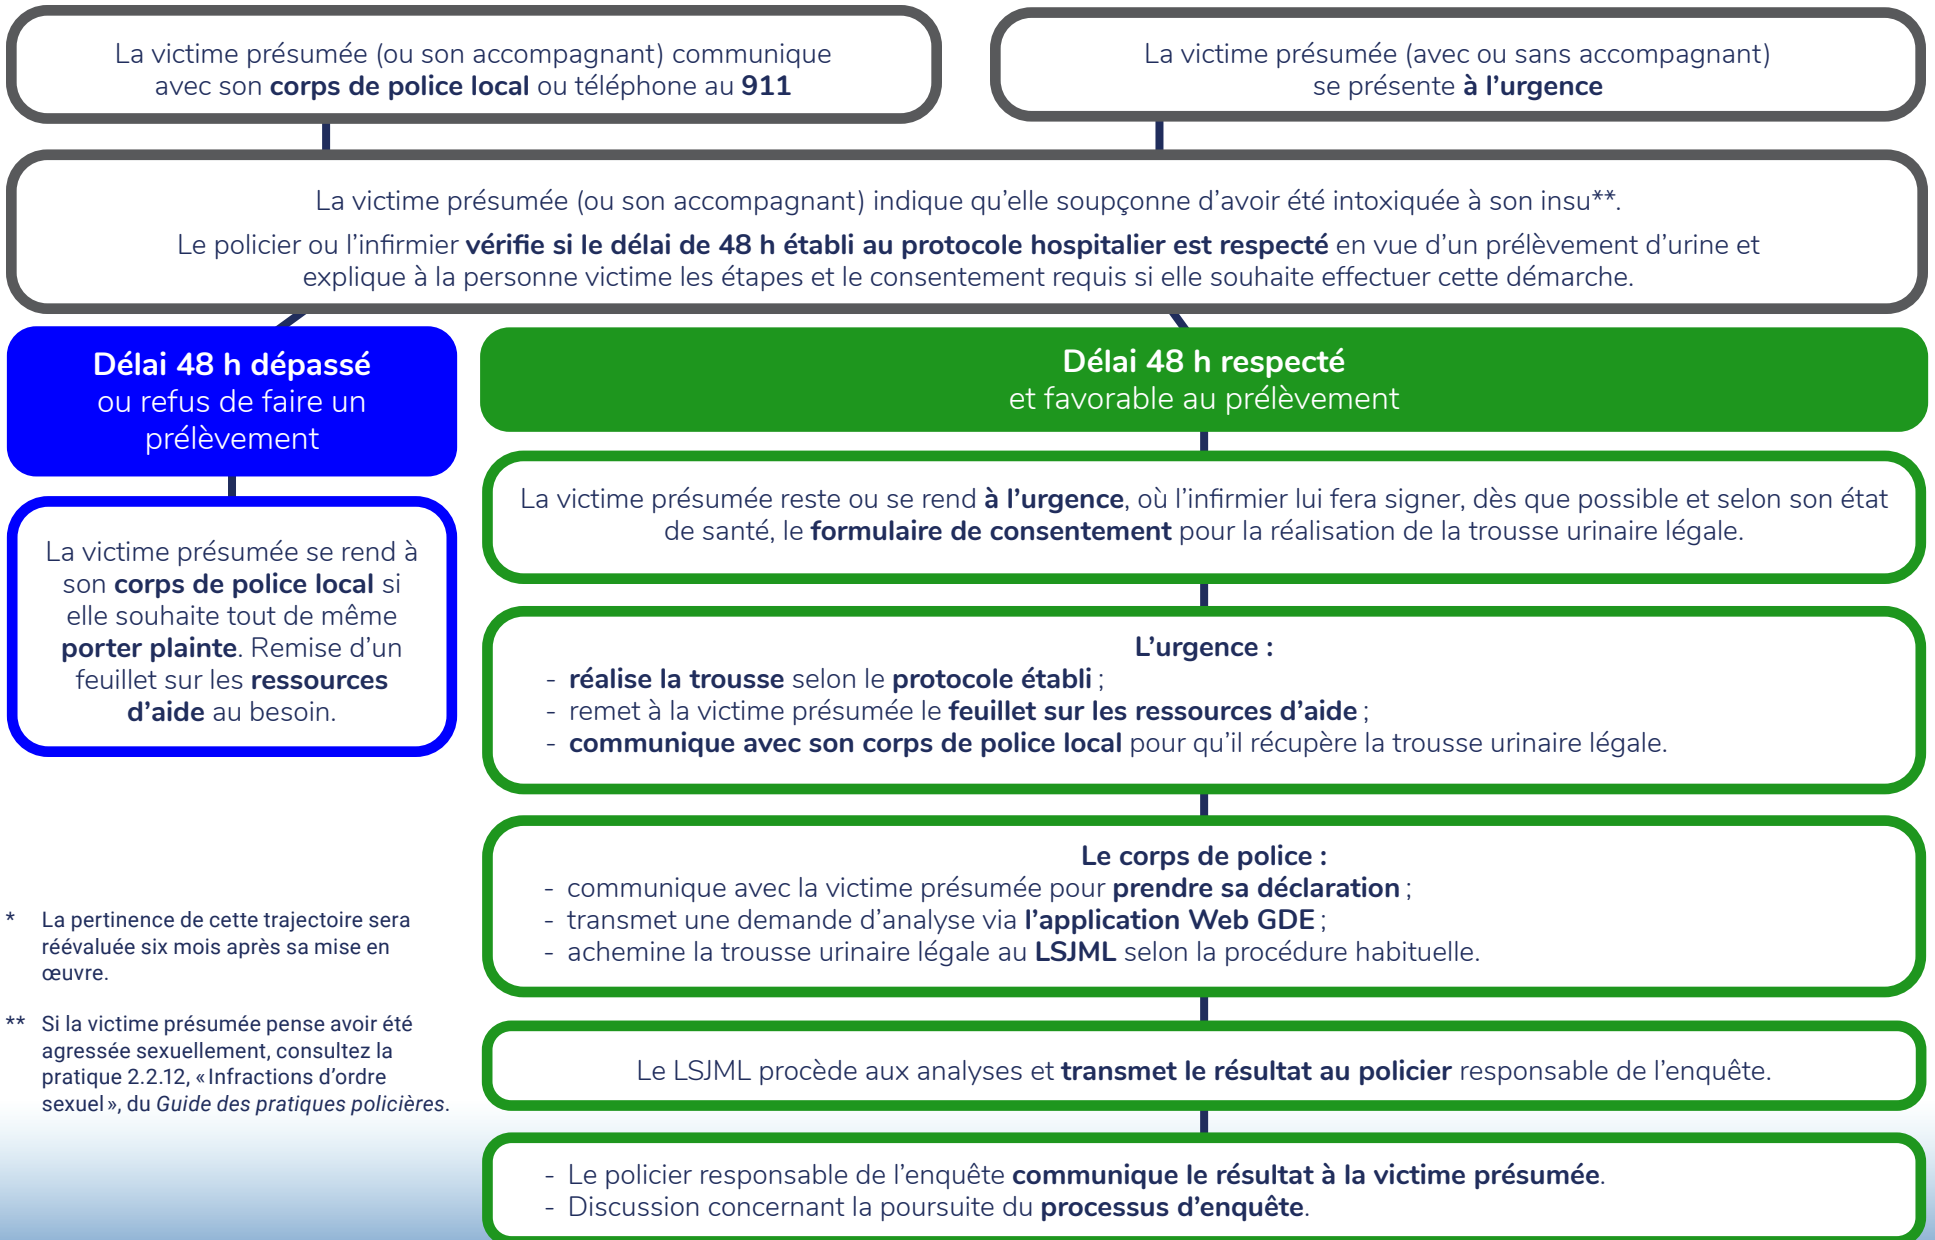 La victime présumée (ou son accompagnant) communique
avec son corps de police local ou téléphone au 911
La victime présumée (avec ou sans accompagnant)
se présente à l’urgence
La victime présumée (ou son accompagnant) indique qu’elle soupçonne d’avoir été intoxiquée à son insu**.
Le policier ou l’infirmier vérifie si le délai de 48 h établi au protocole hospitalier est respecté en vue d’un prélèvement d’urine et
explique à la personne victime les étapes et le consentement requis si elle souhaite effectuer cette démarche.
Délai 48 h dépassé
ou refus de faire un
prélèvement
La victime présumée se rend à
son corps de police local si
elle souhaite tout de même
porter plainte. Remise d’un
feuillet sur les ressources
d’aide au besoin.
Délai 48 h respecté
et favorable au prélèvement
La victime présumée reste ou se rend à l’urgence, où l’infirmier lui fera signer, dès que possible et selon son état
de santé, le formulaire de consentement pour la réalisation de la trousse urinaire légale.
L’urgence :
- réalise la trousse selon le protocole établi ;
- remet à la victime présumée le feuillet sur les ressources d’aide ;
- communique avec son corps de police local pour qu’il récupère la trousse urinaire légale.
Le corps de police :
- communique avec la victime présumée pour prendre sa déclaration ;
- transmet une demande d’analyse via l’application Web GDE ;
- achemine la trousse urinaire légale au LSJML selon la procédure habituelle.
Le LSJML procède aux analyses et transmet le résultat au policier responsable de l’enquête.
- Le policier responsable de l’enquête communique le résultat à la victime présumée.
- Discussion concernant la poursuite du processus d’enquête.
* La pertinence de cette trajectoire sera
réévaluée six mois après sa mise en
œuvre.
** Si la victime présumée pense avoir été
agressée sexuellement, consultez la
pratique 2.2.12, « Infractions d’ordre
sexuel », du Guide des pratiques policières.